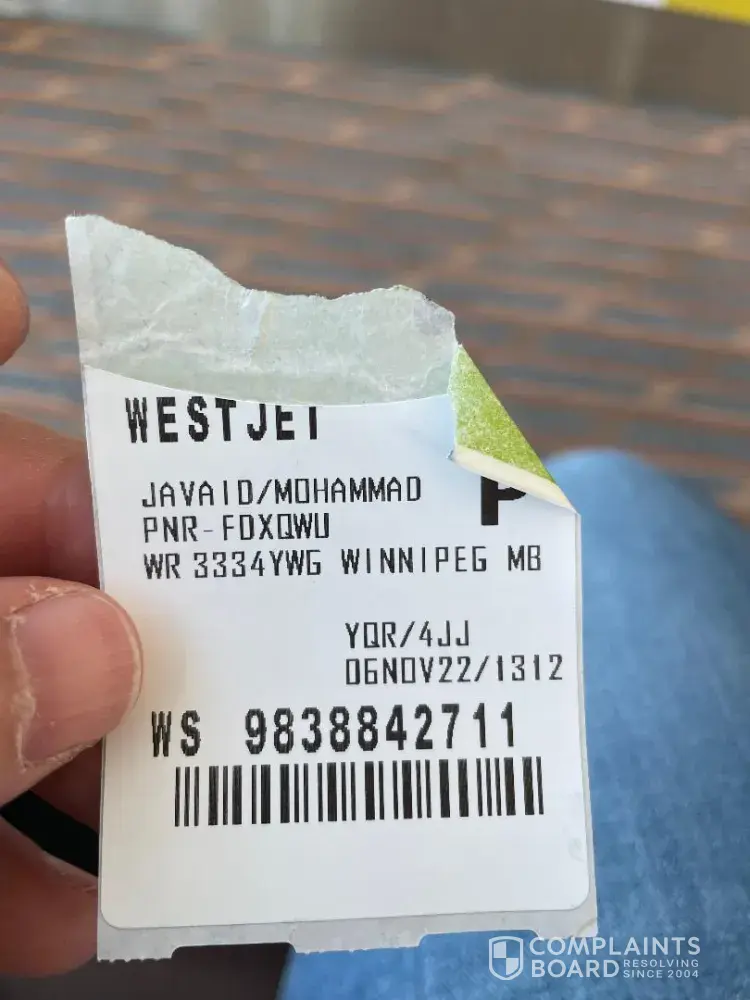 WESTJET
JAVAID/MOHAMMAD
P
PNR-FDXQWU
WR 3334YWG WINNIPEG MB
YQR/4JJ
06NOV22/1312
WS 9838842711
COMPLAINTS
BOARD RESOLVING
SINCE 2004